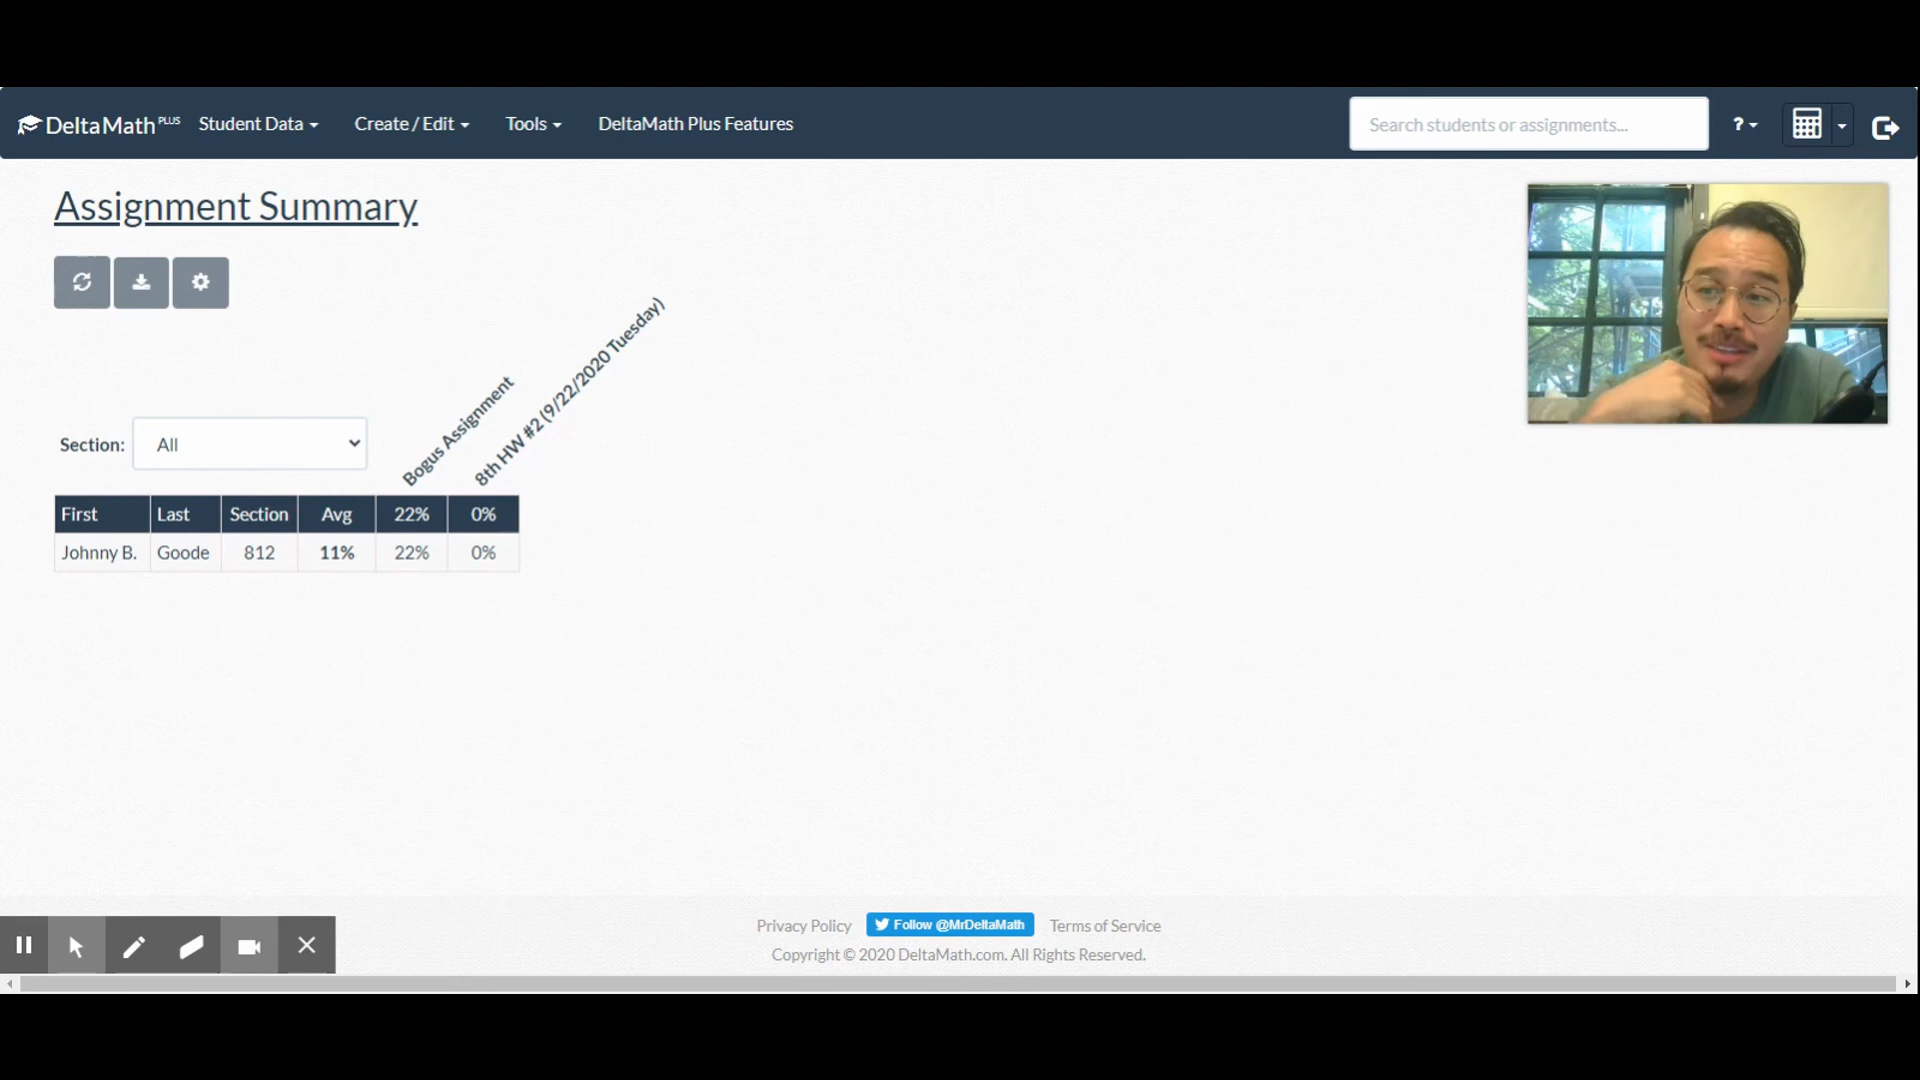 DeltaMath PLUS Student Data Create / Edit Tools DeltaMath Plus Features Search students or assignments... ?
Assignment Summary
Bogus Assignment
8th HW #2 (9/22/2020 Tuesday)
Section: All
First Last Section Avg 22% 0%
Johnny B. Goode 812 11% 22% 0%
Privacy Policy Follow @MrDeltaMath Terms of Service
Copyright © 2020 DeltaMath.com. All Rights Reserved.